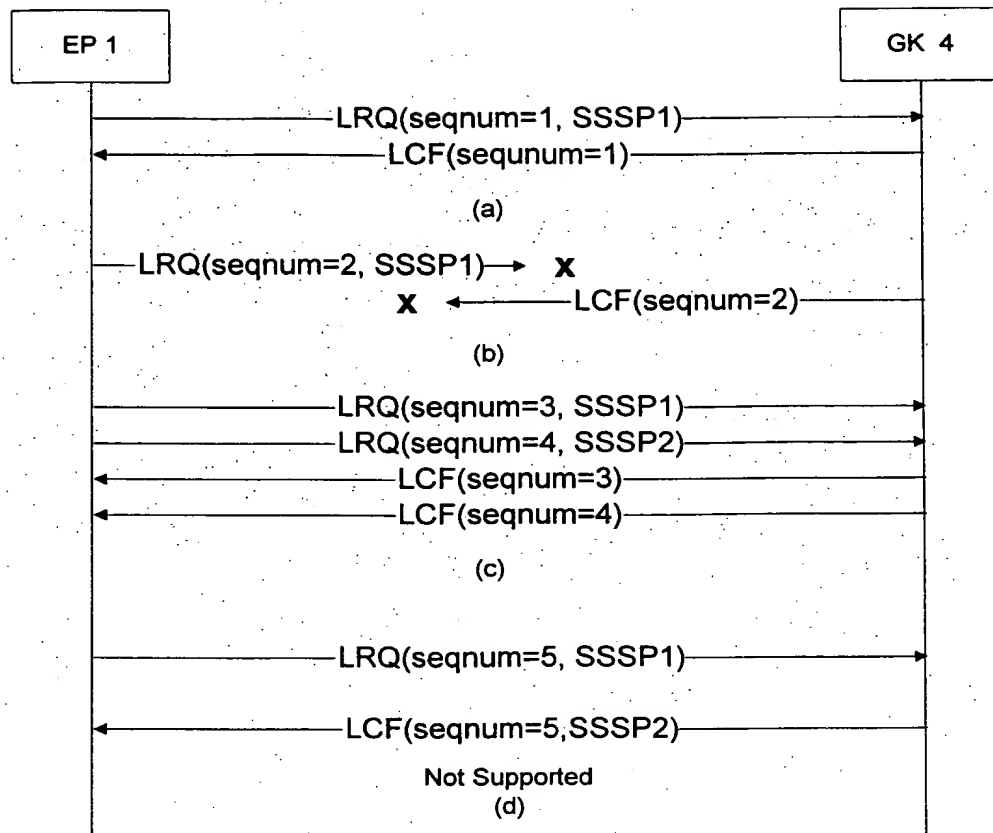 EP 1
GK 4
LRQ(seqnum=1, SSSP1)
LCF(sequnum=1)
(a)
LRQ(seqnum=2, SSSP1) X
X LCF(seqnum=2)
(b)
LRQ(seqnum=3, SSSP1)
LRQ(seqnum=4, SSSP2)
LCF(seqnum=3)
LCF(seqnum=4)
(c)
LRQ(seqnum=5, SSSP1)
LCF(seqnum=5,SSSP2)
Not Supported
(d)